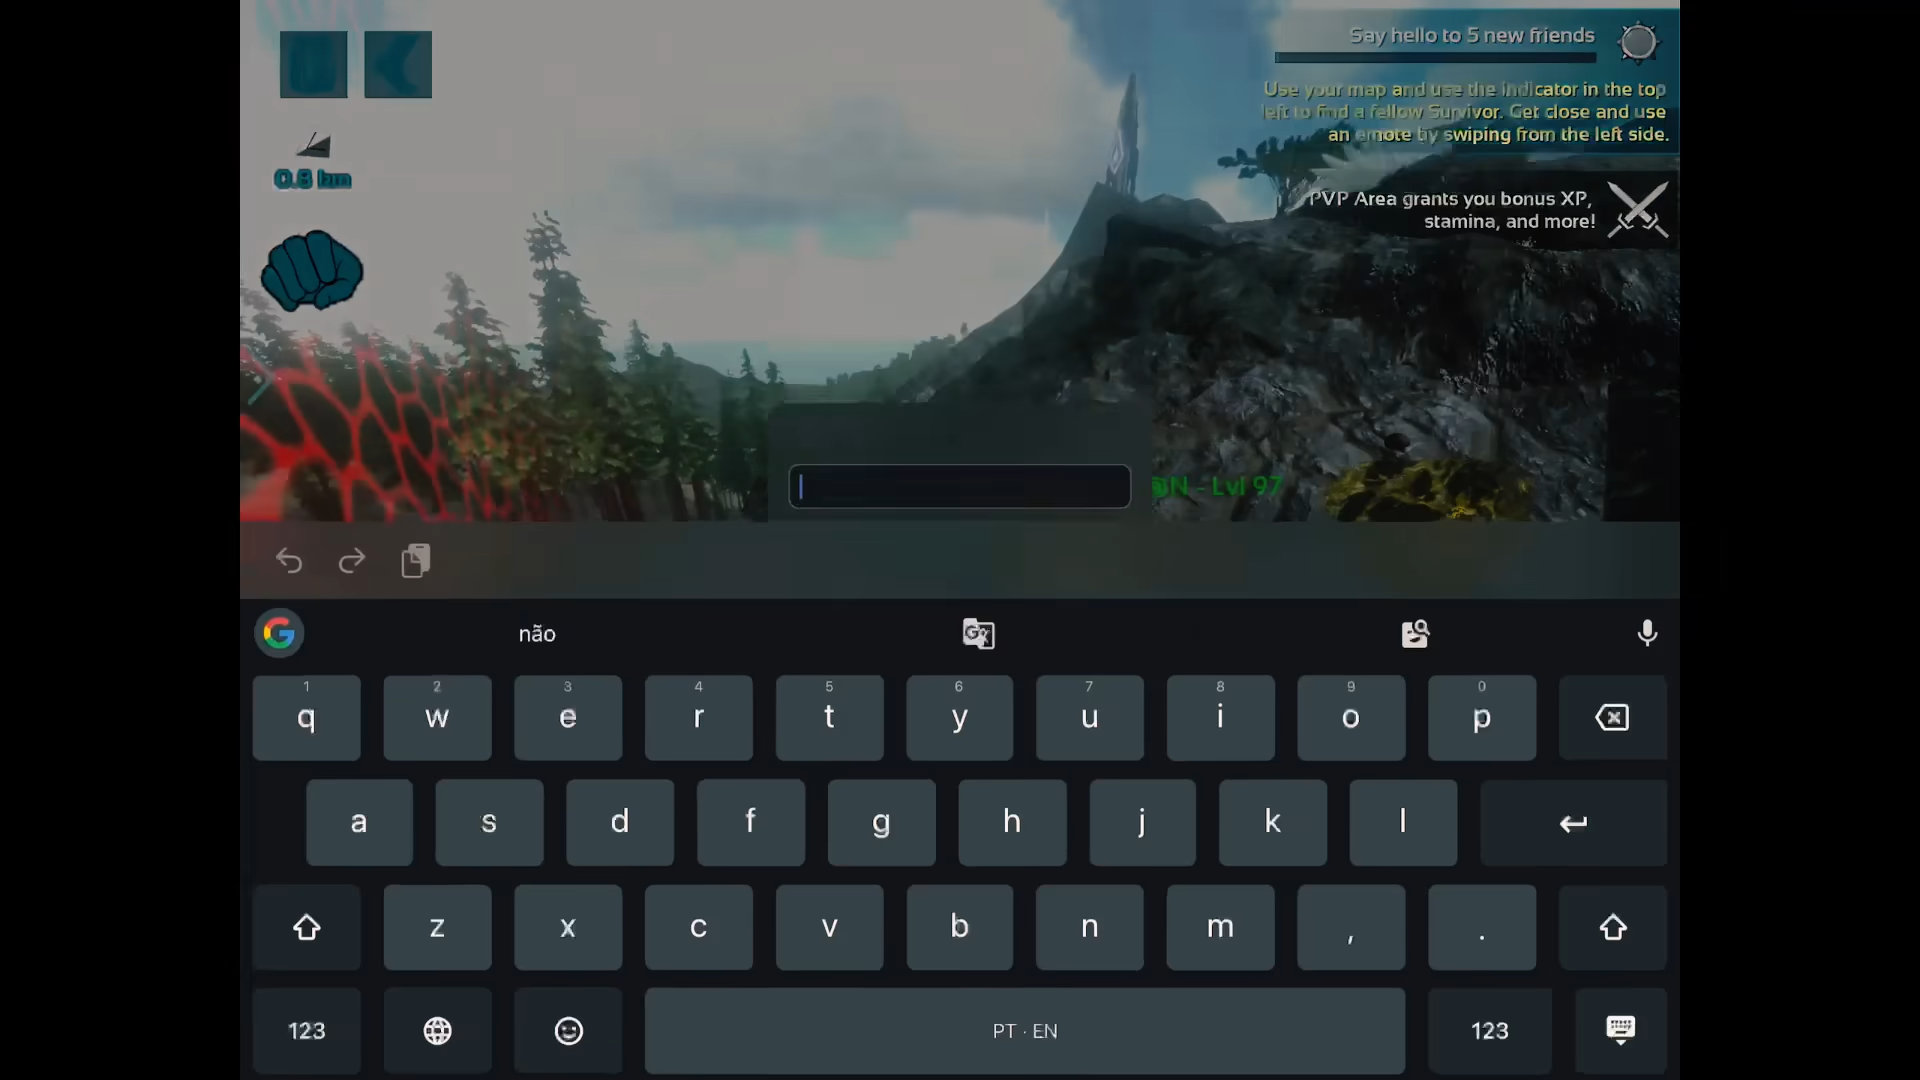 Say hello to 5 new friends
Use your map and use the indicator in the top
left to find a fellow Survivor. Get close and use
an emote by swiping from the left side.
0.8 km
PVP Area grants you bonus XP,
stamina, and more!
N - Lvl 97
não
1 2 3 4 5 6 7 8 9 0
q w e r t y u i o p
a s d f g h j k l
z x c v b n m , .
123 PT · EN 123